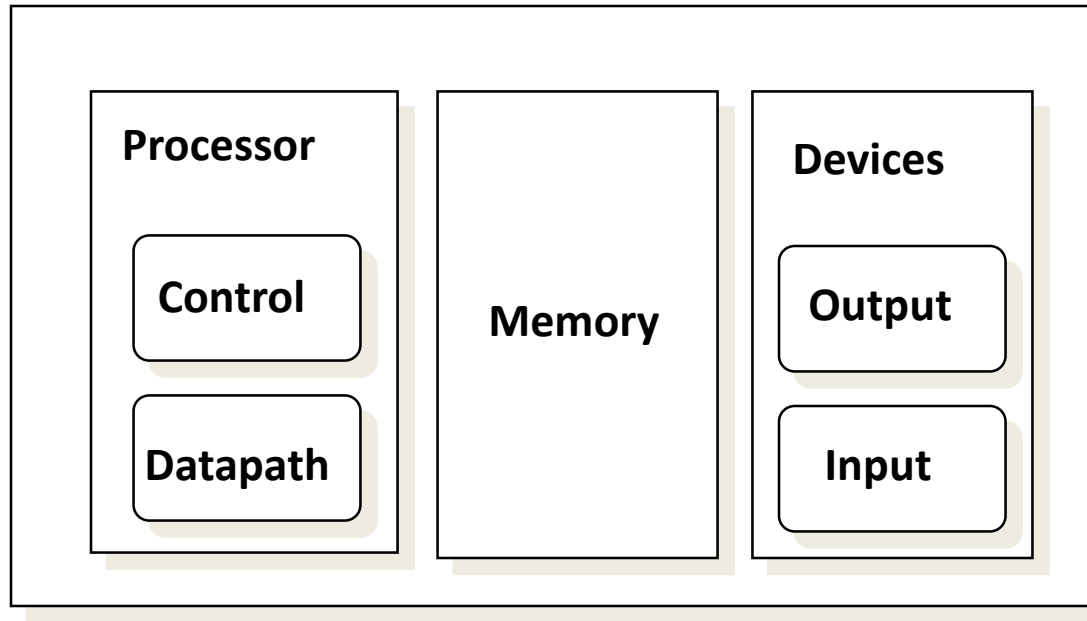 Processor
Control
Datapath
Memory
Devices
Output
Input